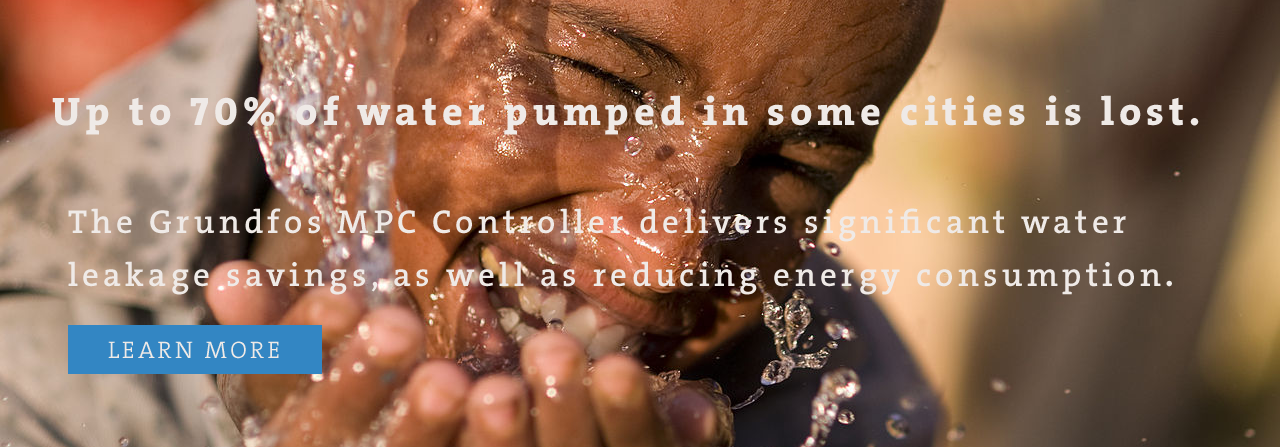 Up to 70% of water pumped in some cities is lost.
The Grundfos MPC Controller delivers significant water
leakage savings, as well as reducing energy consumption.
LEARN MORE